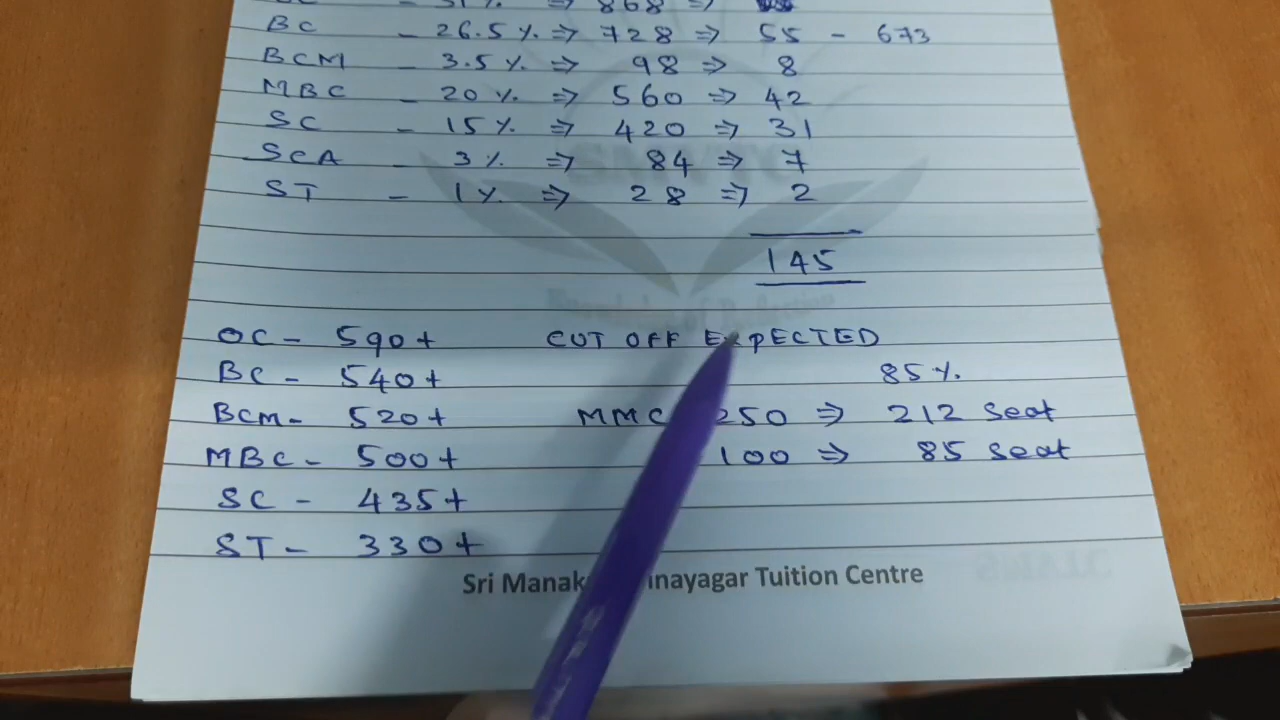 31% ⇒ 868 ⇒
BC - 26.5% ⇒ 728 ⇒ 55 - 673
BCM - 3.5% ⇒ 98 ⇒ 8
MBC - 20% ⇒ 560 ⇒ 42
SC - 15% ⇒ 420 ⇒ 31
SCA - 3% ⇒ 84 ⇒ 7
ST - 1% ⇒ 28 ⇒ 2
145
OC - 590+ CUT OFF EXPECTED
BC - 540+ 85%
BCM - 520+ MMC 250 ⇒ 212 Seat
MBC - 500+ 100 ⇒ 85 Seat
SC - 435+
ST - 330+
Sri Tuition Centre